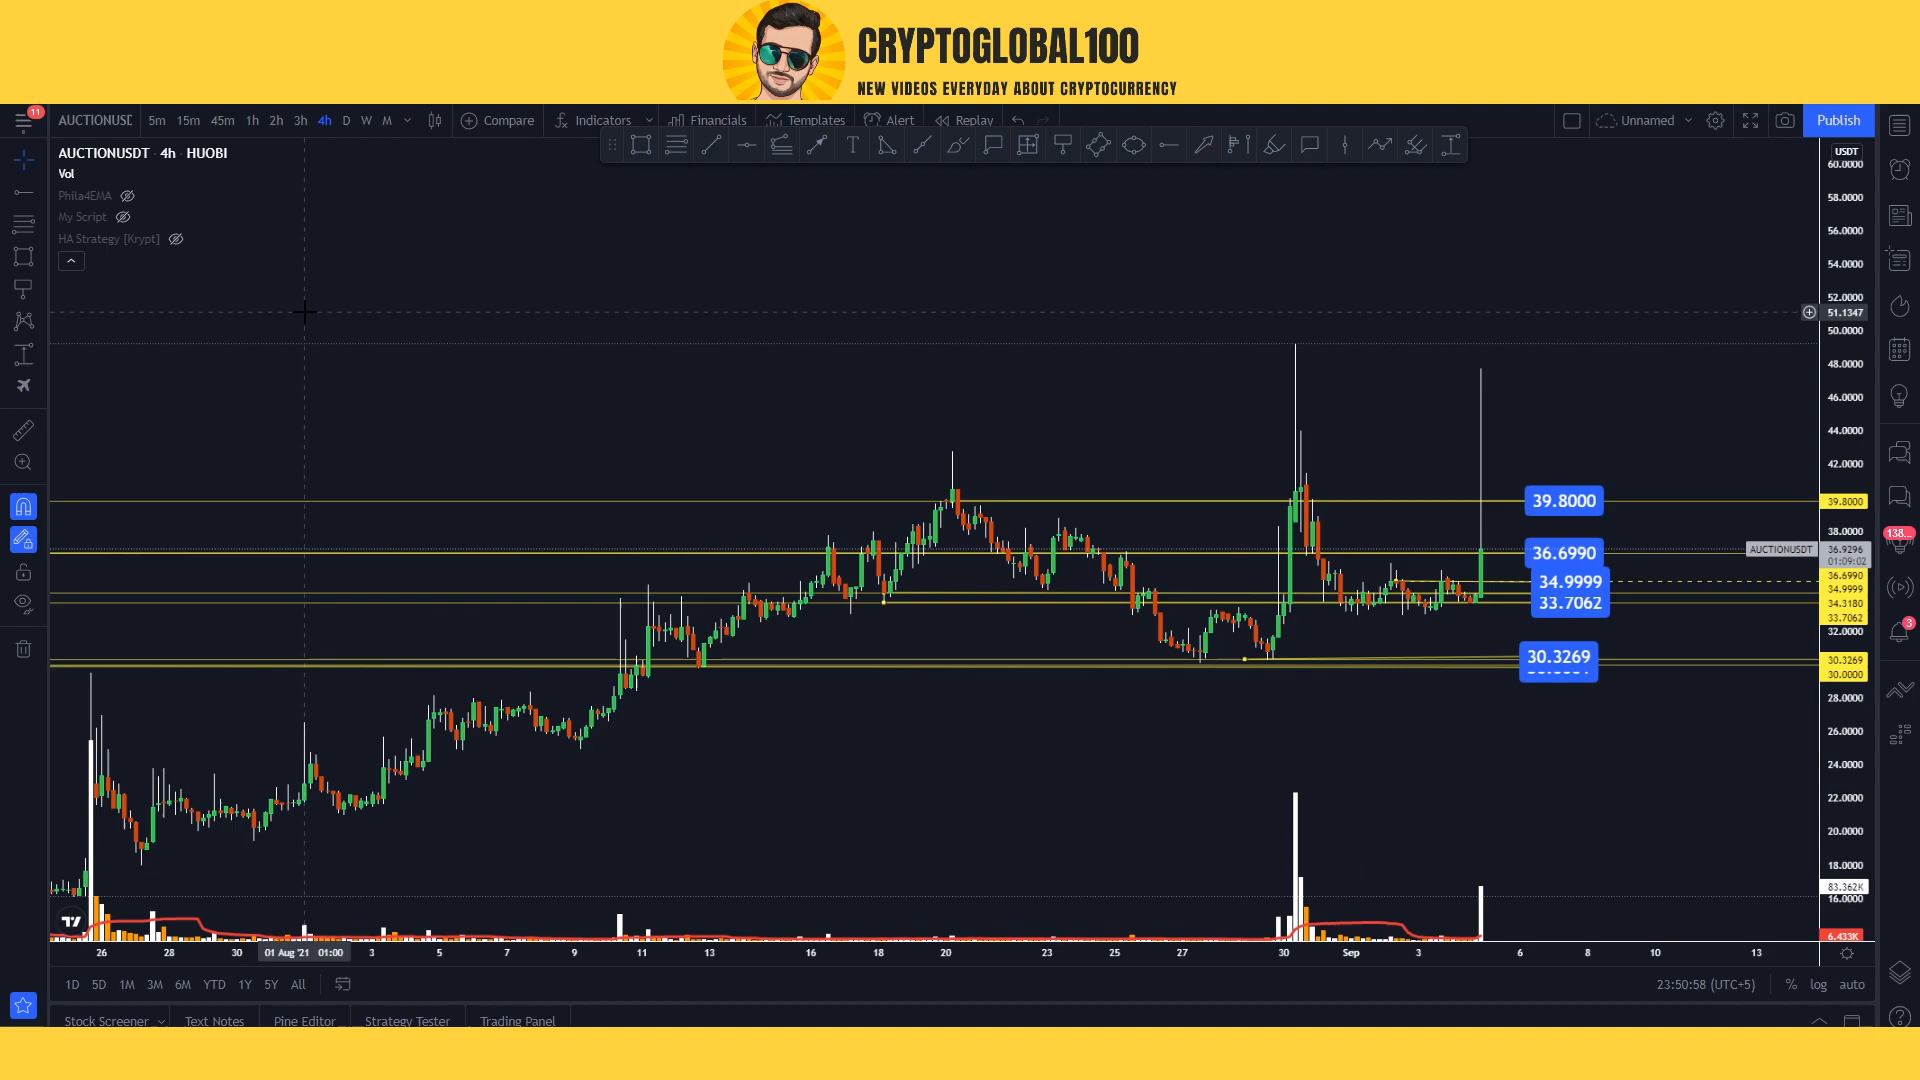 CRYPTOGLOBAL100
NEW VIDEOS EVERYDAY ABOUT CRYPTOCURRENCY
11
AUCTIONUSD 5m 15m 45m 1h 2h 3h 4h D W M Compare Indicators Financials Templates Alert Replay Unnamed Publish
AUCTIONUSDT 4h HUOBI
Vol
Phila4EMA
My Script
HA Strategy [Krypt]
USDT
60.0000
58.0000
56.0000
54.0000
52.0000
51.1347
50.0000
48.0000
46.0000
44.0000
42.0000
39.8000 39.8000
38.0000
36.6990 AUCTIONUSDT 36.9296
01:09:02
36.6990
34.9999 34.9999
34.3180
33.7062 33.7062
32.0000
30.3269 30.3269
30.0000
28.0000
26.0000
24.0000
22.0000
20.0000
18.0000
83.362K
16.0000
6.433K
138...
3
26 28 30 01 Aug '21 01:00 3 5 7 9 11 13 16 18 20 23 25 27 30 Sep 3 6 8 10 13
1D 5D 1M 3M 6M YTD 1Y 5Y All 23:50:58 (UTC+5) % log auto
Stock Screener Text Notes Pine Editor Strategy Tester Trading Panel